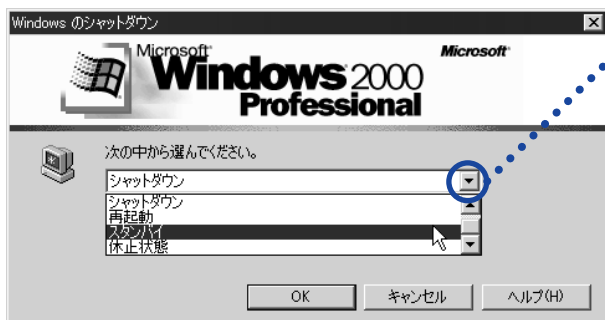 Windows のシャットダウン
Microsoft
Microsoft
Windows 2000
Professional
次の中から選んでください。
シャットダウン
シャットダウン
再起動
スタンバイ
休止状態
OK キャンセル ヘルプ(H)